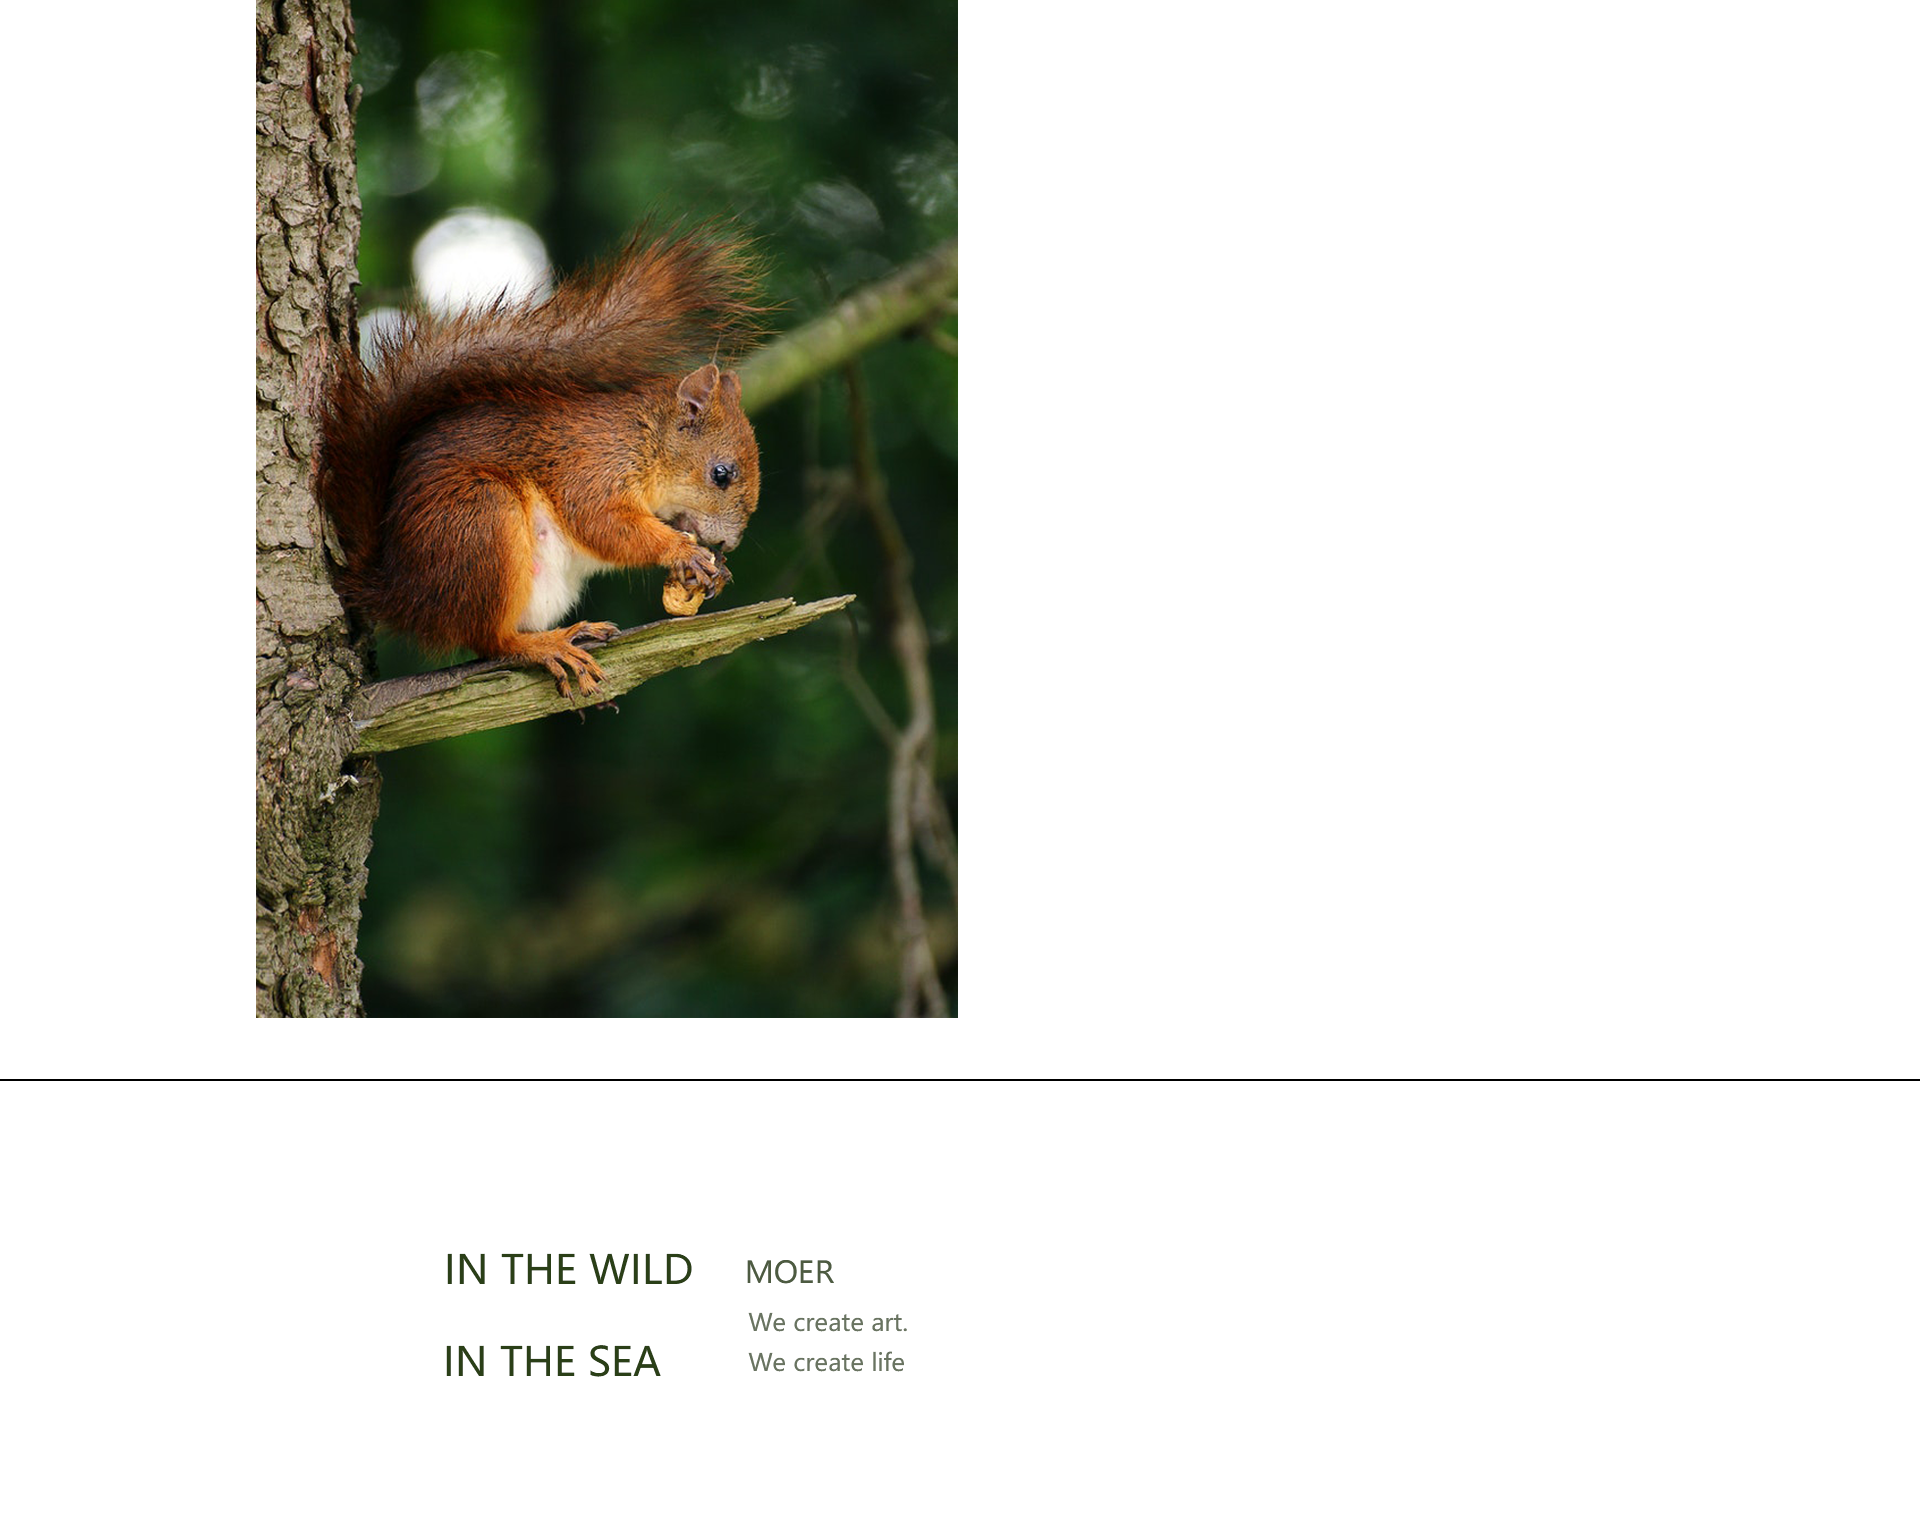 IN THE WILD
IN THE SEA
MOER
We create art.
We create life